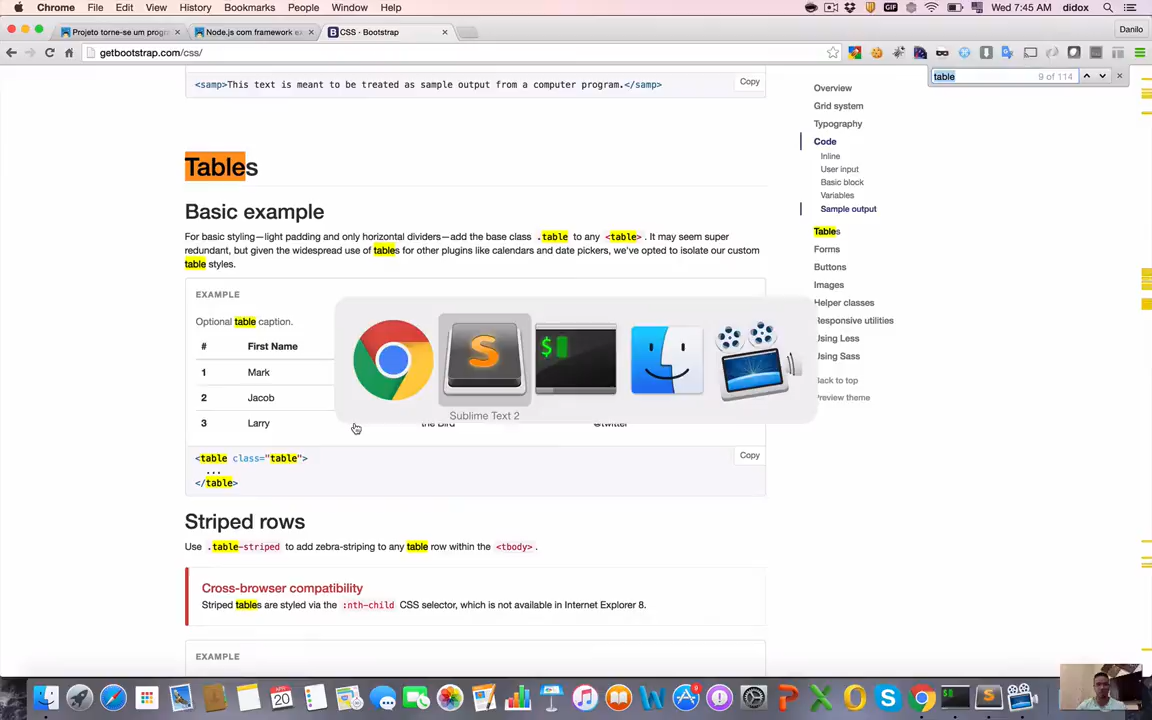 Chrome File Edit View History Bookmarks People Window Help
GIF
Wed 7:45 AM didox
Projeto torne-se um progr
Node.js com framework ex
CSS · Bootstrap
Danilo
getbootstrap.com/css/
table 9 of 114
<samp>This text is meant to be treated as sample output from a computer program.</samp>
Copy
Tables
Basic example
For basic styling—light padding and only horizontal dividers—add the base class .table to any <table>. It may seem super
redundant, but given the widespread use of tables for other plugins like calendars and date pickers, we've opted to isolate our custom
table styles.
EXAMPLE
Optional table caption.
# First Name
1 Mark
2 Jacob
3 Larry the Bird @twitter
Sublime Text 2
<table class="table">
...
</table>
Copy
Striped rows
Use .table-striped to add zebra-striping to any table row within the <tbody>.
Cross-browser compatibility
Striped tables are styled via the :nth-child CSS selector, which is not available in Internet Explorer 8.
EXAMPLE
Overview
Grid system
Typography
Code
Inline
User input
Basic block
Variables
Sample output
Tables
Forms
Buttons
Images
Helper classes
Responsive utilities
Using Less
Using Sass
Back to top
Preview theme